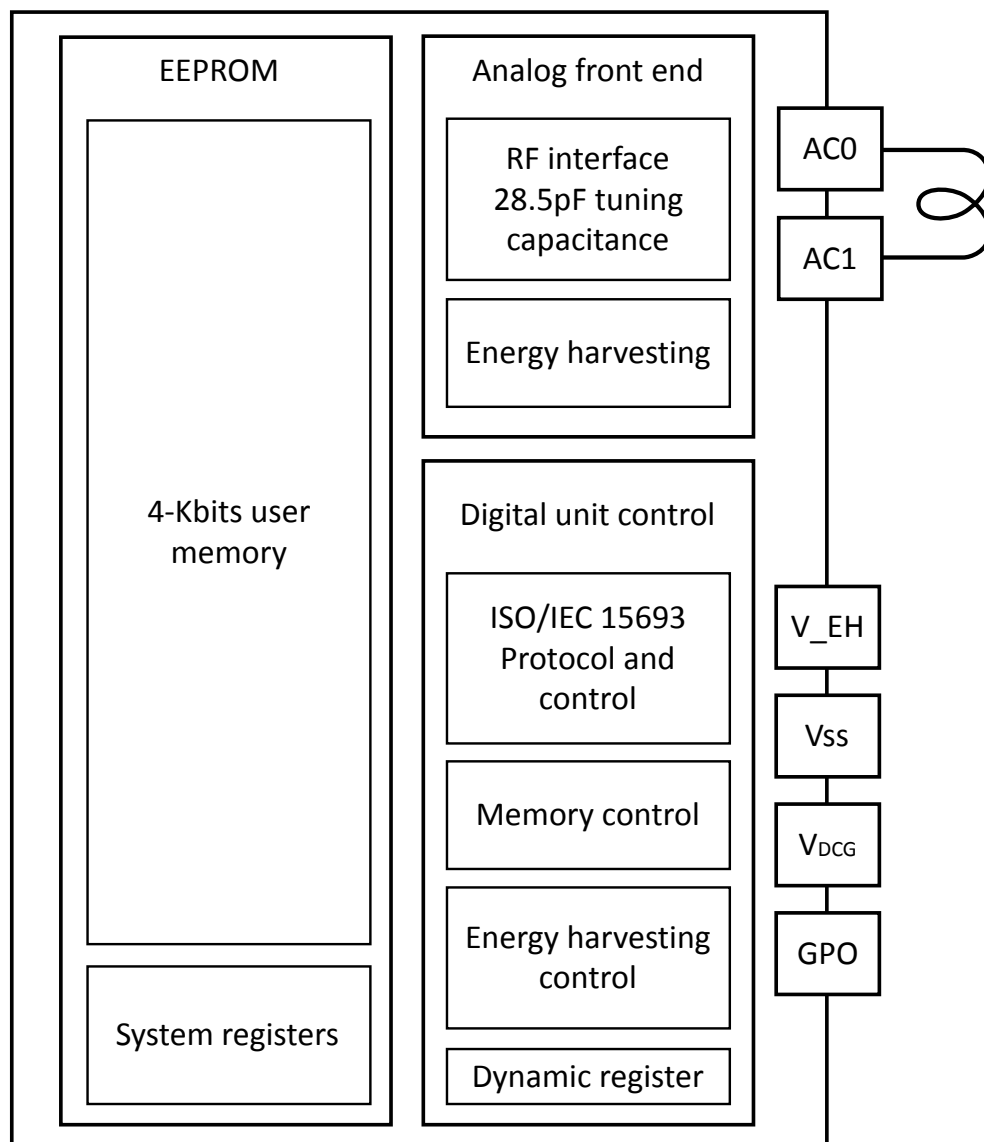 EEPROM
4-Kbits user
memory
System registers
Analog front end
RF interface
28.5pF tuning
capacitance
Energy harvesting
Digital unit control
ISO/IEC 15693
Protocol and
control
Memory control
Energy harvesting
control
Dynamic register
AC0
AC1
V_EH
Vss
VDCG
GPO